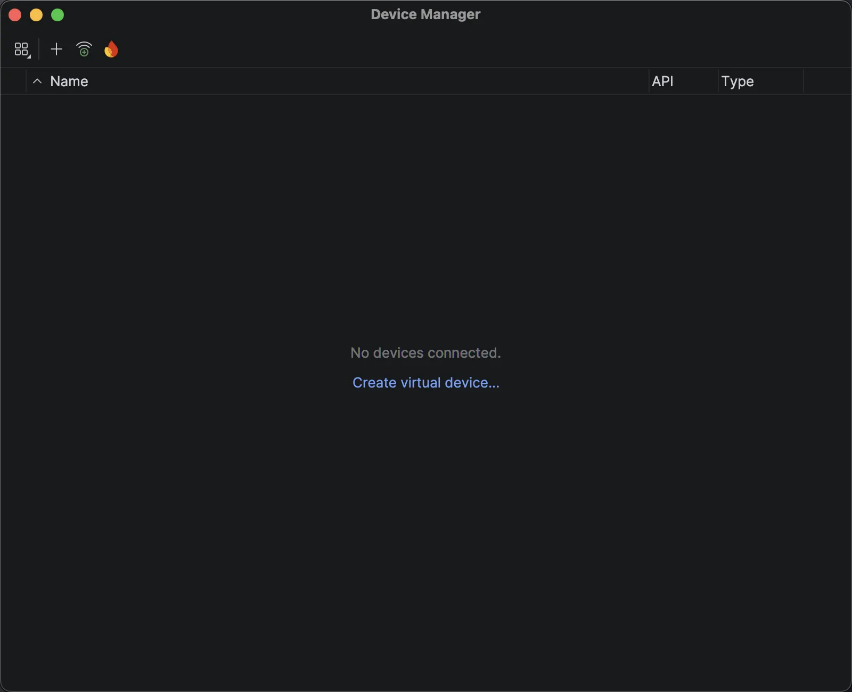 Device Manager
Name API Type
No devices connected.
Create virtual device...